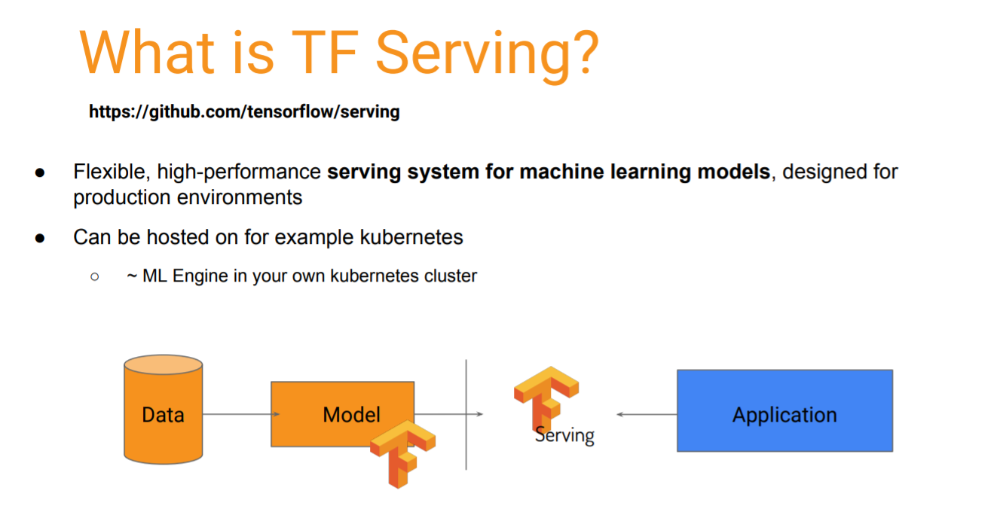 What is TF Serving?
https://github.com/tensorflow/serving
● Flexible, high-performance serving system for machine learning models, designed for
production environments
● Can be hosted on for example kubernetes
○ ~ ML Engine in your own kubernetes cluster
Data
Model
Serving
Application